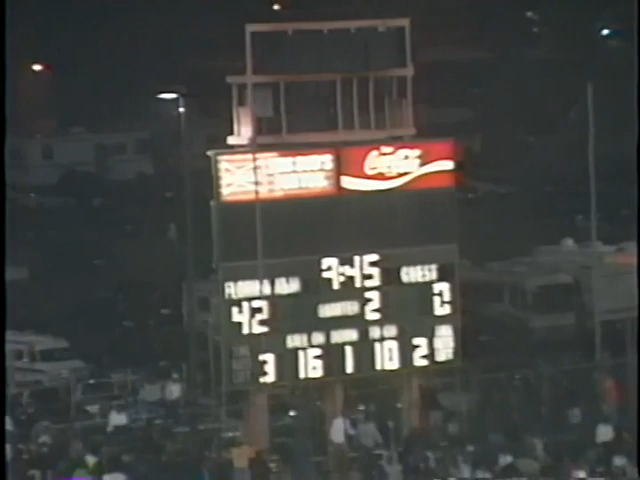 Coca-Cola
7:45
FLORIDA A&M GUEST
42 QUARTER 2 0
BALL ON DOWN TO GO
3 16 1 10 2